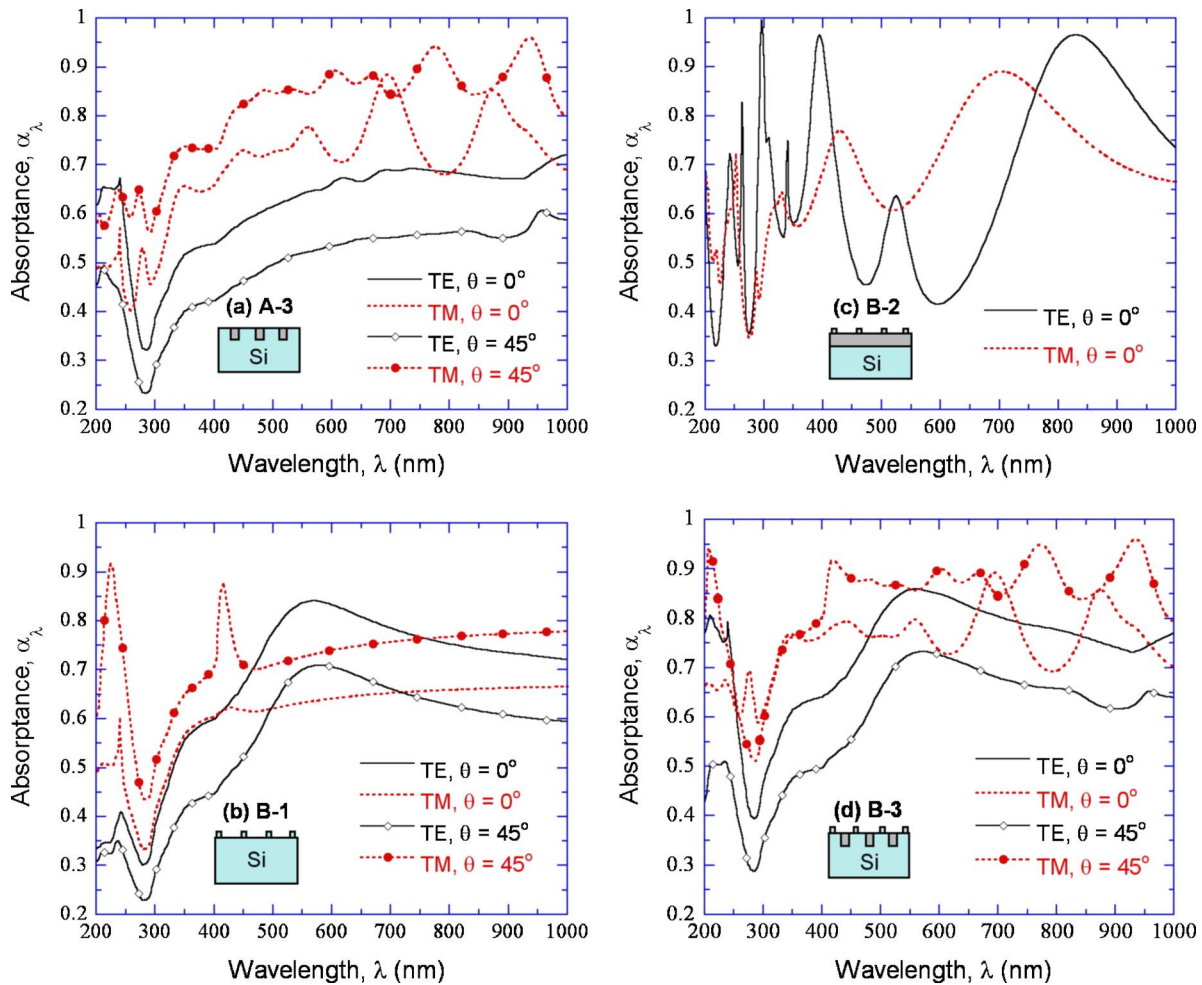 1
0.9
0.8
0.7
0.6
0.5
0.4
0.3
0.2
200 300 400 500 600 700 800 900 1000
Absorptance, αλ
Wavelength, λ (nm)
(a) A-3
Si
TE, θ = 0°
TM, θ = 0°
TE, θ = 45°
TM, θ = 45°
1
0.9
0.8
0.7
0.6
0.5
0.4
0.3
0.2
200 300 400 500 600 700 800 900 1000
Absorptance, αλ
Wavelength, λ (nm)
(c) B-2
Si
TE, θ = 0°
TM, θ = 0°
1
0.9
0.8
0.7
0.6
0.5
0.4
0.3
0.2
200 300 400 500 600 700 800 900 1000
Absorptance, αλ
Wavelength, λ (nm)
(b) B-1
Si
TE, θ = 0°
TM, θ = 0°
TE, θ = 45°
TM, θ = 45°
1
0.9
0.8
0.7
0.6
0.5
0.4
0.3
0.2
200 300 400 500 600 700 800 900 1000
Absorptance, αλ
Wavelength, λ (nm)
(d) B-3
Si
TE, θ = 0°
TM, θ = 0°
TE, θ = 45°
TM, θ = 45°